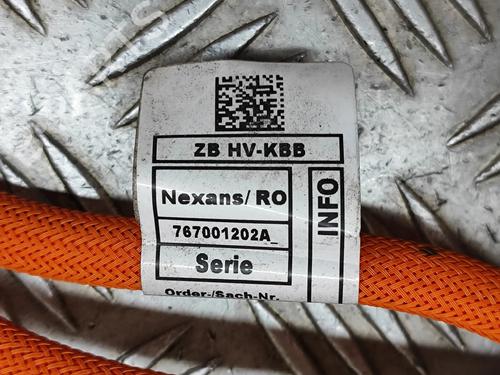 ZB HV-KBB
Nexans/ RO
767001202A_
Serie
INFO
Order-/Sach-Nr.